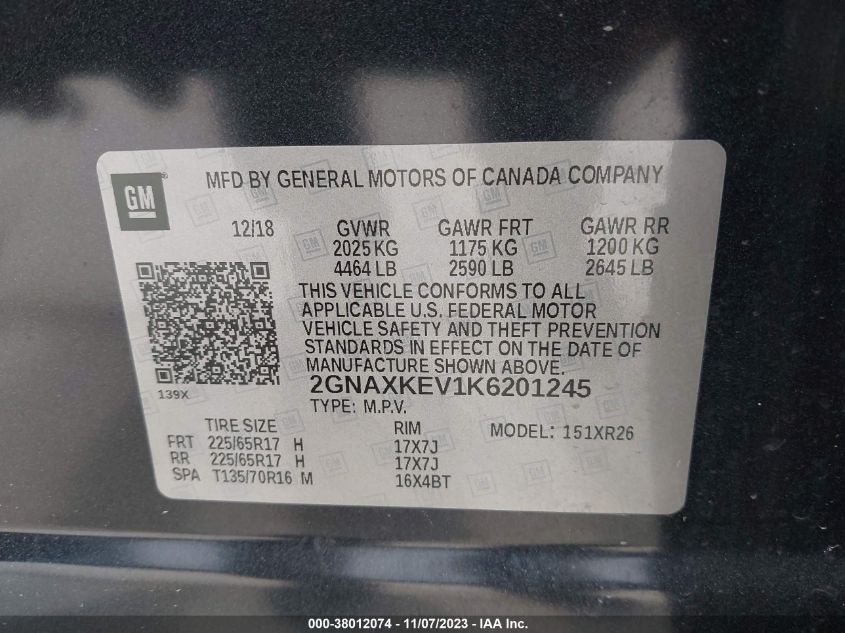 GM
®
MFD BY GENERAL MOTORS OF CANADA COMPANY
12/18 GVWR GAWR FRT GAWR RR
2025 KG 1175 KG 1200 KG
4464 LB 2590 LB 2645 LB
THIS VEHICLE CONFORMS TO ALL
APPLICABLE U.S. FEDERAL MOTOR
VEHICLE SAFETY AND THEFT PREVENTION
STANDARDS IN EFFECT ON THE DATE OF
MANUFACTURE SHOWN ABOVE.
139X
2GNAXKEV1K6201245
TYPE: M.P.V.
TIRE SIZE RIM MODEL: 151XR26
FRT 225/65R17 H 17X7J
RR 225/65R17 H 17X7J
SPA T135/70R16 M 16X4BT
000-38012074 - 11/07/2023 - IAA Inc.